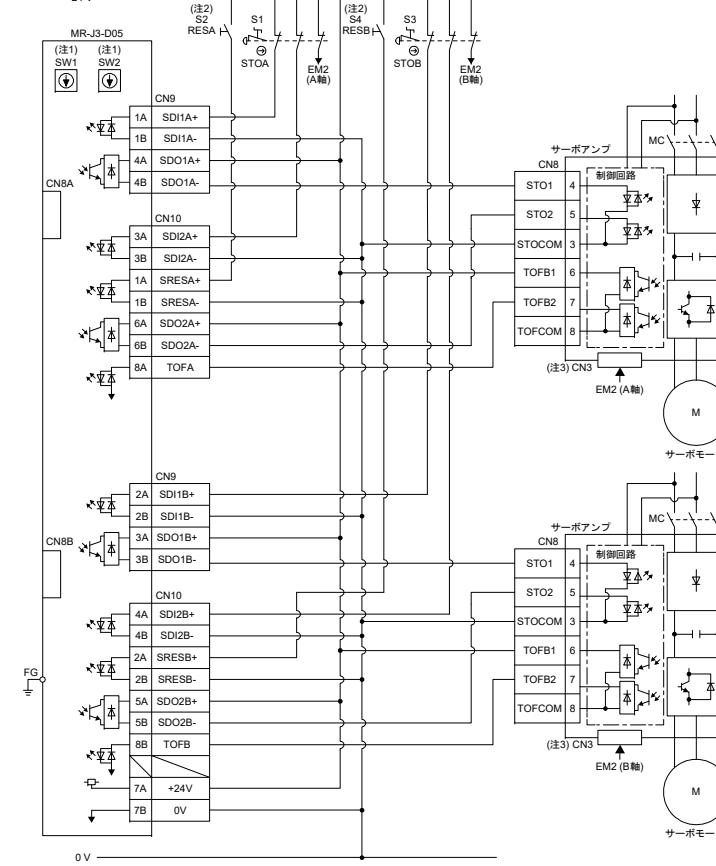 (注2)
S2
RESA
S1
STOA
EM2
(A軸)
(注2)
S4
RESB
S3
STOB
EM2
(B軸)
MR-J3-D05
(注1)
SW1
(注1)
SW2
CN8A
CN9
1A SDI1A+
1B SDI1A-
4A SDO1A+
4B SDO1A-
CN10
3A SDI2A+
3B SDI2A-
1A SRESA+
1B SRESA-
6A SDO2A+
6B SDO2A-
8A TOFA
サーボアンプ
CN8
制御回路
MC
STO1 4
STO2 5
STOCOM 3
TOFB1 6
TOFB2 7
TOFCOM 8
(注3) CN3
EM2 (A軸)
M
サーボモー
CN8B
CN9
2A SDI1B+
2B SDI1B-
3A SDO1B+
3B SDO1B-
CN10
4A SDI2B+
4B SDI2B-
2A SRESB+
2B SRESB-
5A SDO2B+
5B SDO2B-
8B TOFB
7A +24V
7B 0V
FG
サーボアンプ
CN8
制御回路
MC
STO1 4
STO2 5
STOCOM 3
TOFB1 6
TOFB2 7
TOFCOM 8
(注3) CN3
EM2 (B軸)
M
サーボモー
0 V